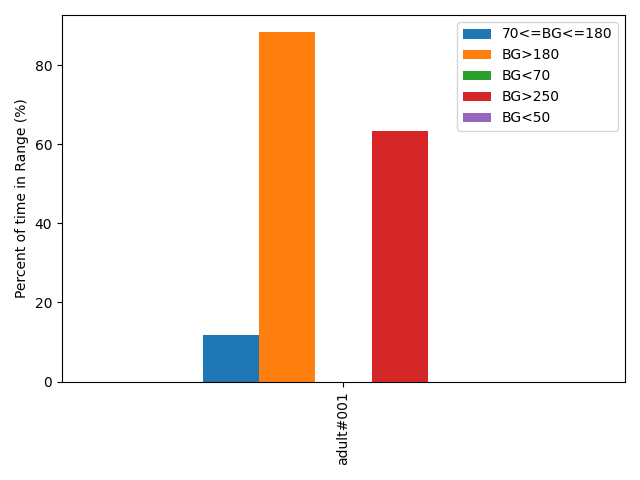 70<=BG<=180
BG>180
BG<70
BG>250
BG<50
Percent of time in Range (%)
80
60
40
20
0
adult#001